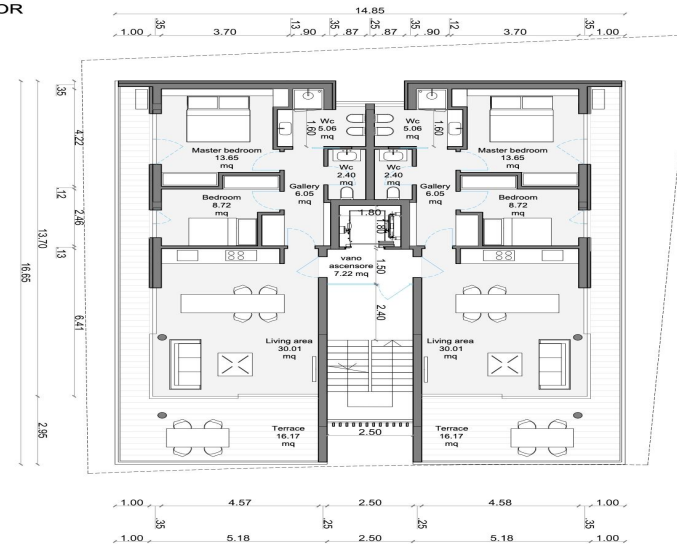 OR
14.85
1.00 .35 3.70 .13 .90 .35 .87 .25 .87 .35 .90 .12 3.70 .35 1.00
.35
4.22
.12
2.46
.13
6.41
2.95
13.70
16.65
Master bedroom
13.65
mq
1.60
Wc
5.06
mq
Wc
5.06
mq
1.60
Master bedroom
13.65
mq
Wc
2.40
mq
Wc
2.40
mq
Bedroom
8.72
mq
Gallery
6.05
mq
1.80
1.80
Gallery
6.05
mq
Bedroom
8.72
mq
vano
ascensore
7.22 mq
1.50
2.40
Living area
30.01
mq
Living area
30.01
mq
Terrace
16.17
mq
2.50
Terrace
16.17
mq
1.00 .35 4.57 .25 2.50 .25 4.58 .35 1.00
1.00 5.18 2.50 5.18 1.00